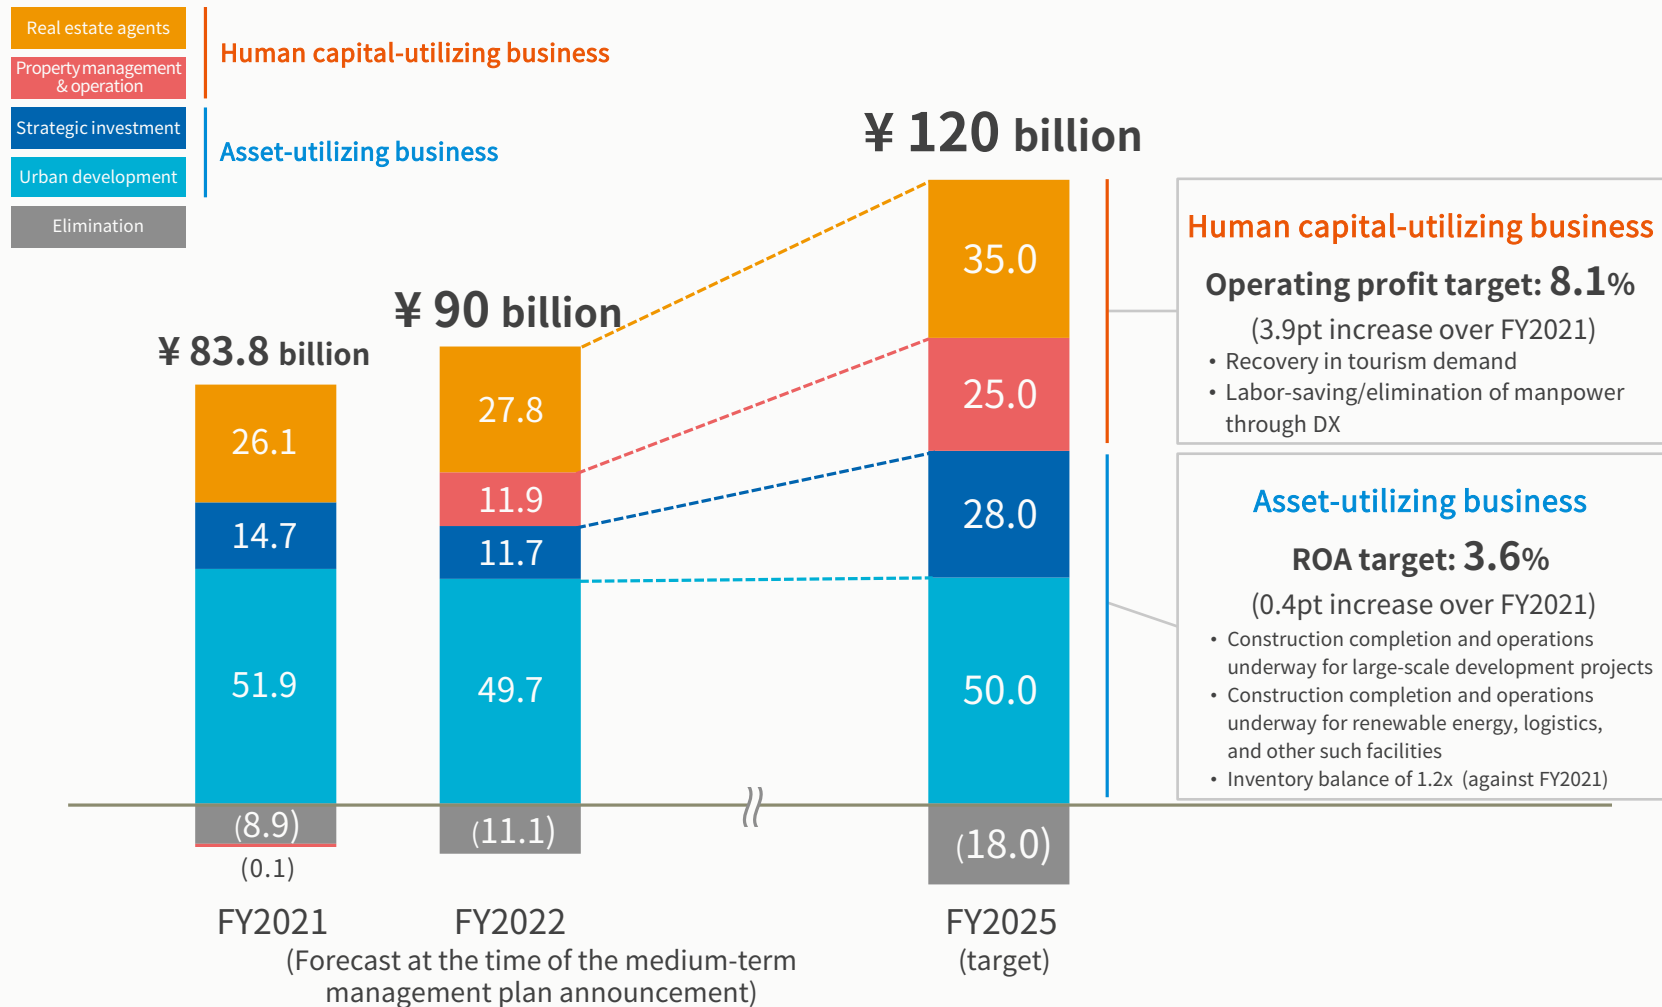 Real estate agents
Property management
& operation
Human capital-utilizing business
Strategic investment
Urban development
Asset-utilizing business
Elimination
¥ 83.8 billion
26.1
14.7
51.9
(8.9)
(0.1)
FY2021
¥ 90 billion
27.8
11.9
11.7
49.7
(11.1)
FY2022
(Forecast at the time of the medium-term
management plan announcement)
¥ 120 billion
35.0
25.0
28.0
50.0
(18.0)
FY2025
(target)
Human capital-utilizing business
Operating profit target: 8.1%
(3.9pt increase over FY2021)
• Recovery in tourism demand
• Labor-saving/elimination of manpower
through DX
Asset-utilizing business
ROA target: 3.6%
(0.4pt increase over FY2021)
• Construction completion and operations
underway for large-scale development projects
• Construction completion and operations
underway for renewable energy, logistics,
and other such facilities
• Inventory balance of 1.2x (against FY2021)